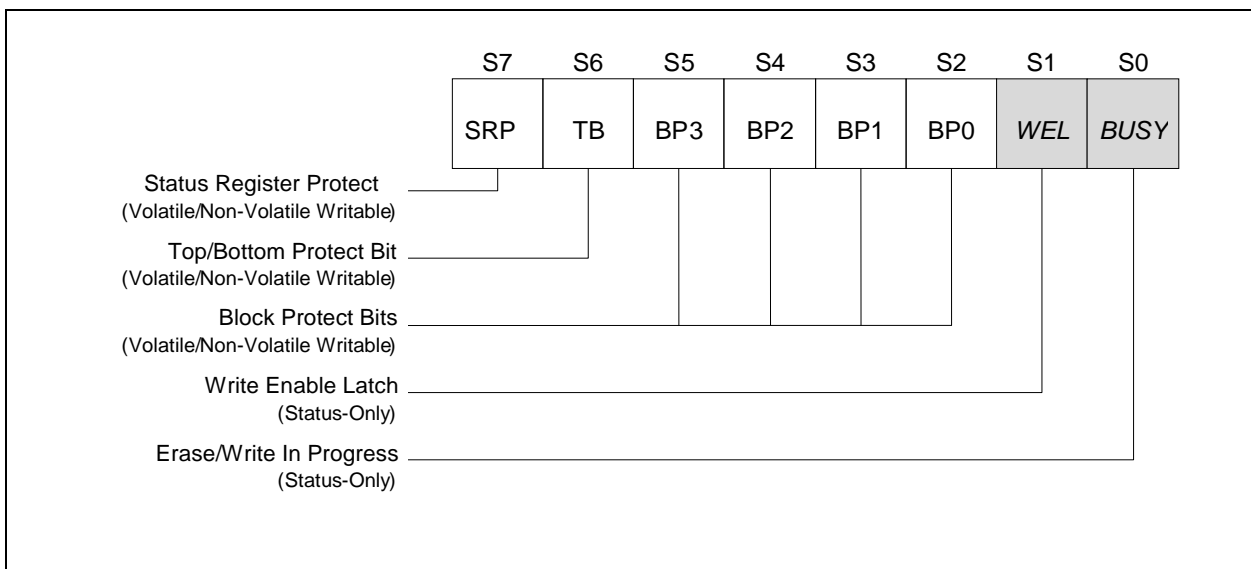 S7 S6 S5 S4 S3 S2 S1 S0
SRP TB BP3 BP2 BP1 BP0 WEL BUSY
Status Register Protect
(Volatile/Non-Volatile Writable)
Top/Bottom Protect Bit
(Volatile/Non-Volatile Writable)
Block Protect Bits
(Volatile/Non-Volatile Writable)
Write Enable Latch
(Status-Only)
Erase/Write In Progress
(Status-Only)